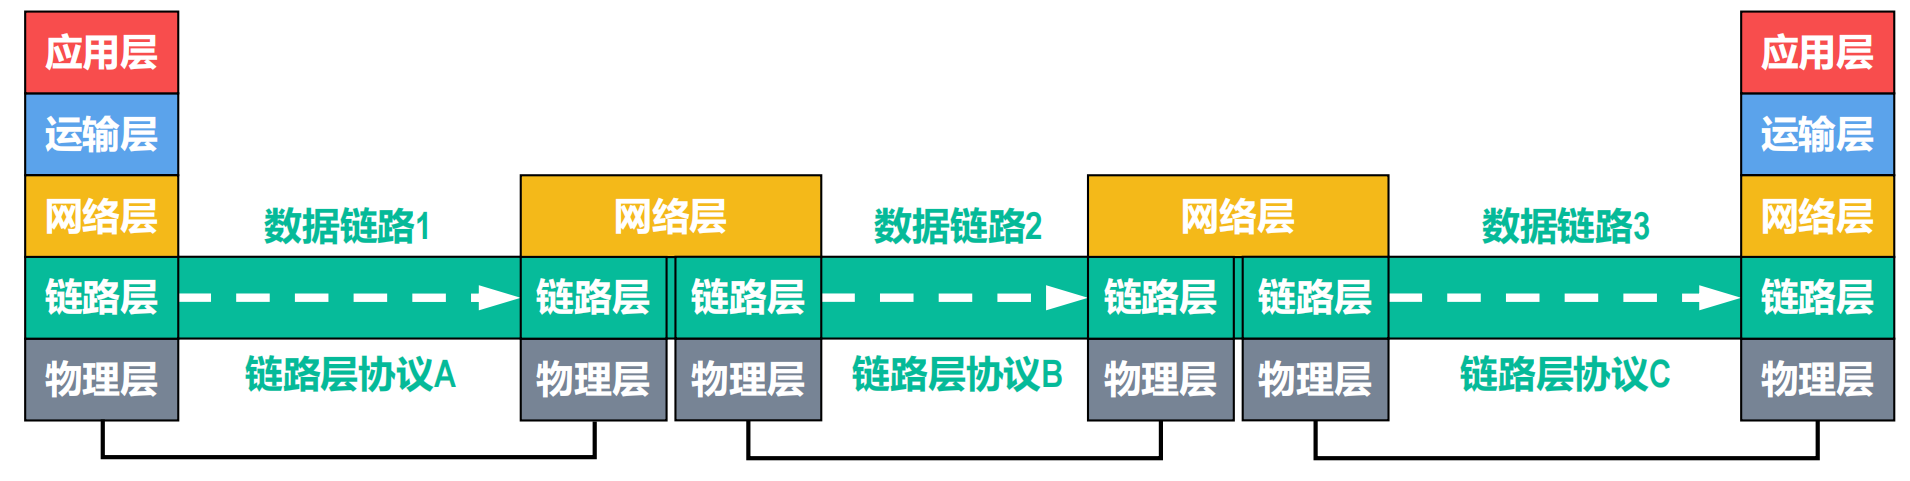 应用层
运输层
网络层
链路层
物理层
数据链路1
链路层协议A
网络层
链路层
链路层
物理层
物理层
数据链路2
链路层协议B
网络层
链路层
链路层
物理层
物理层
数据链路3
链路层协议C
应用层
运输层
网络层
链路层
物理层